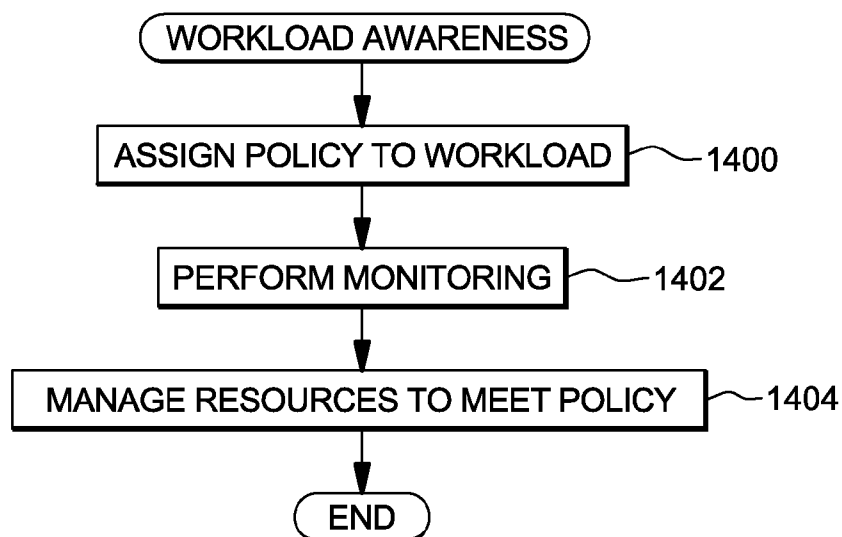 WORKLOAD AWARENESS
ASSIGN POLICY TO WORKLOAD
1400
PERFORM MONITORING
1402
MANAGE RESOURCES TO MEET POLICY
1404
END